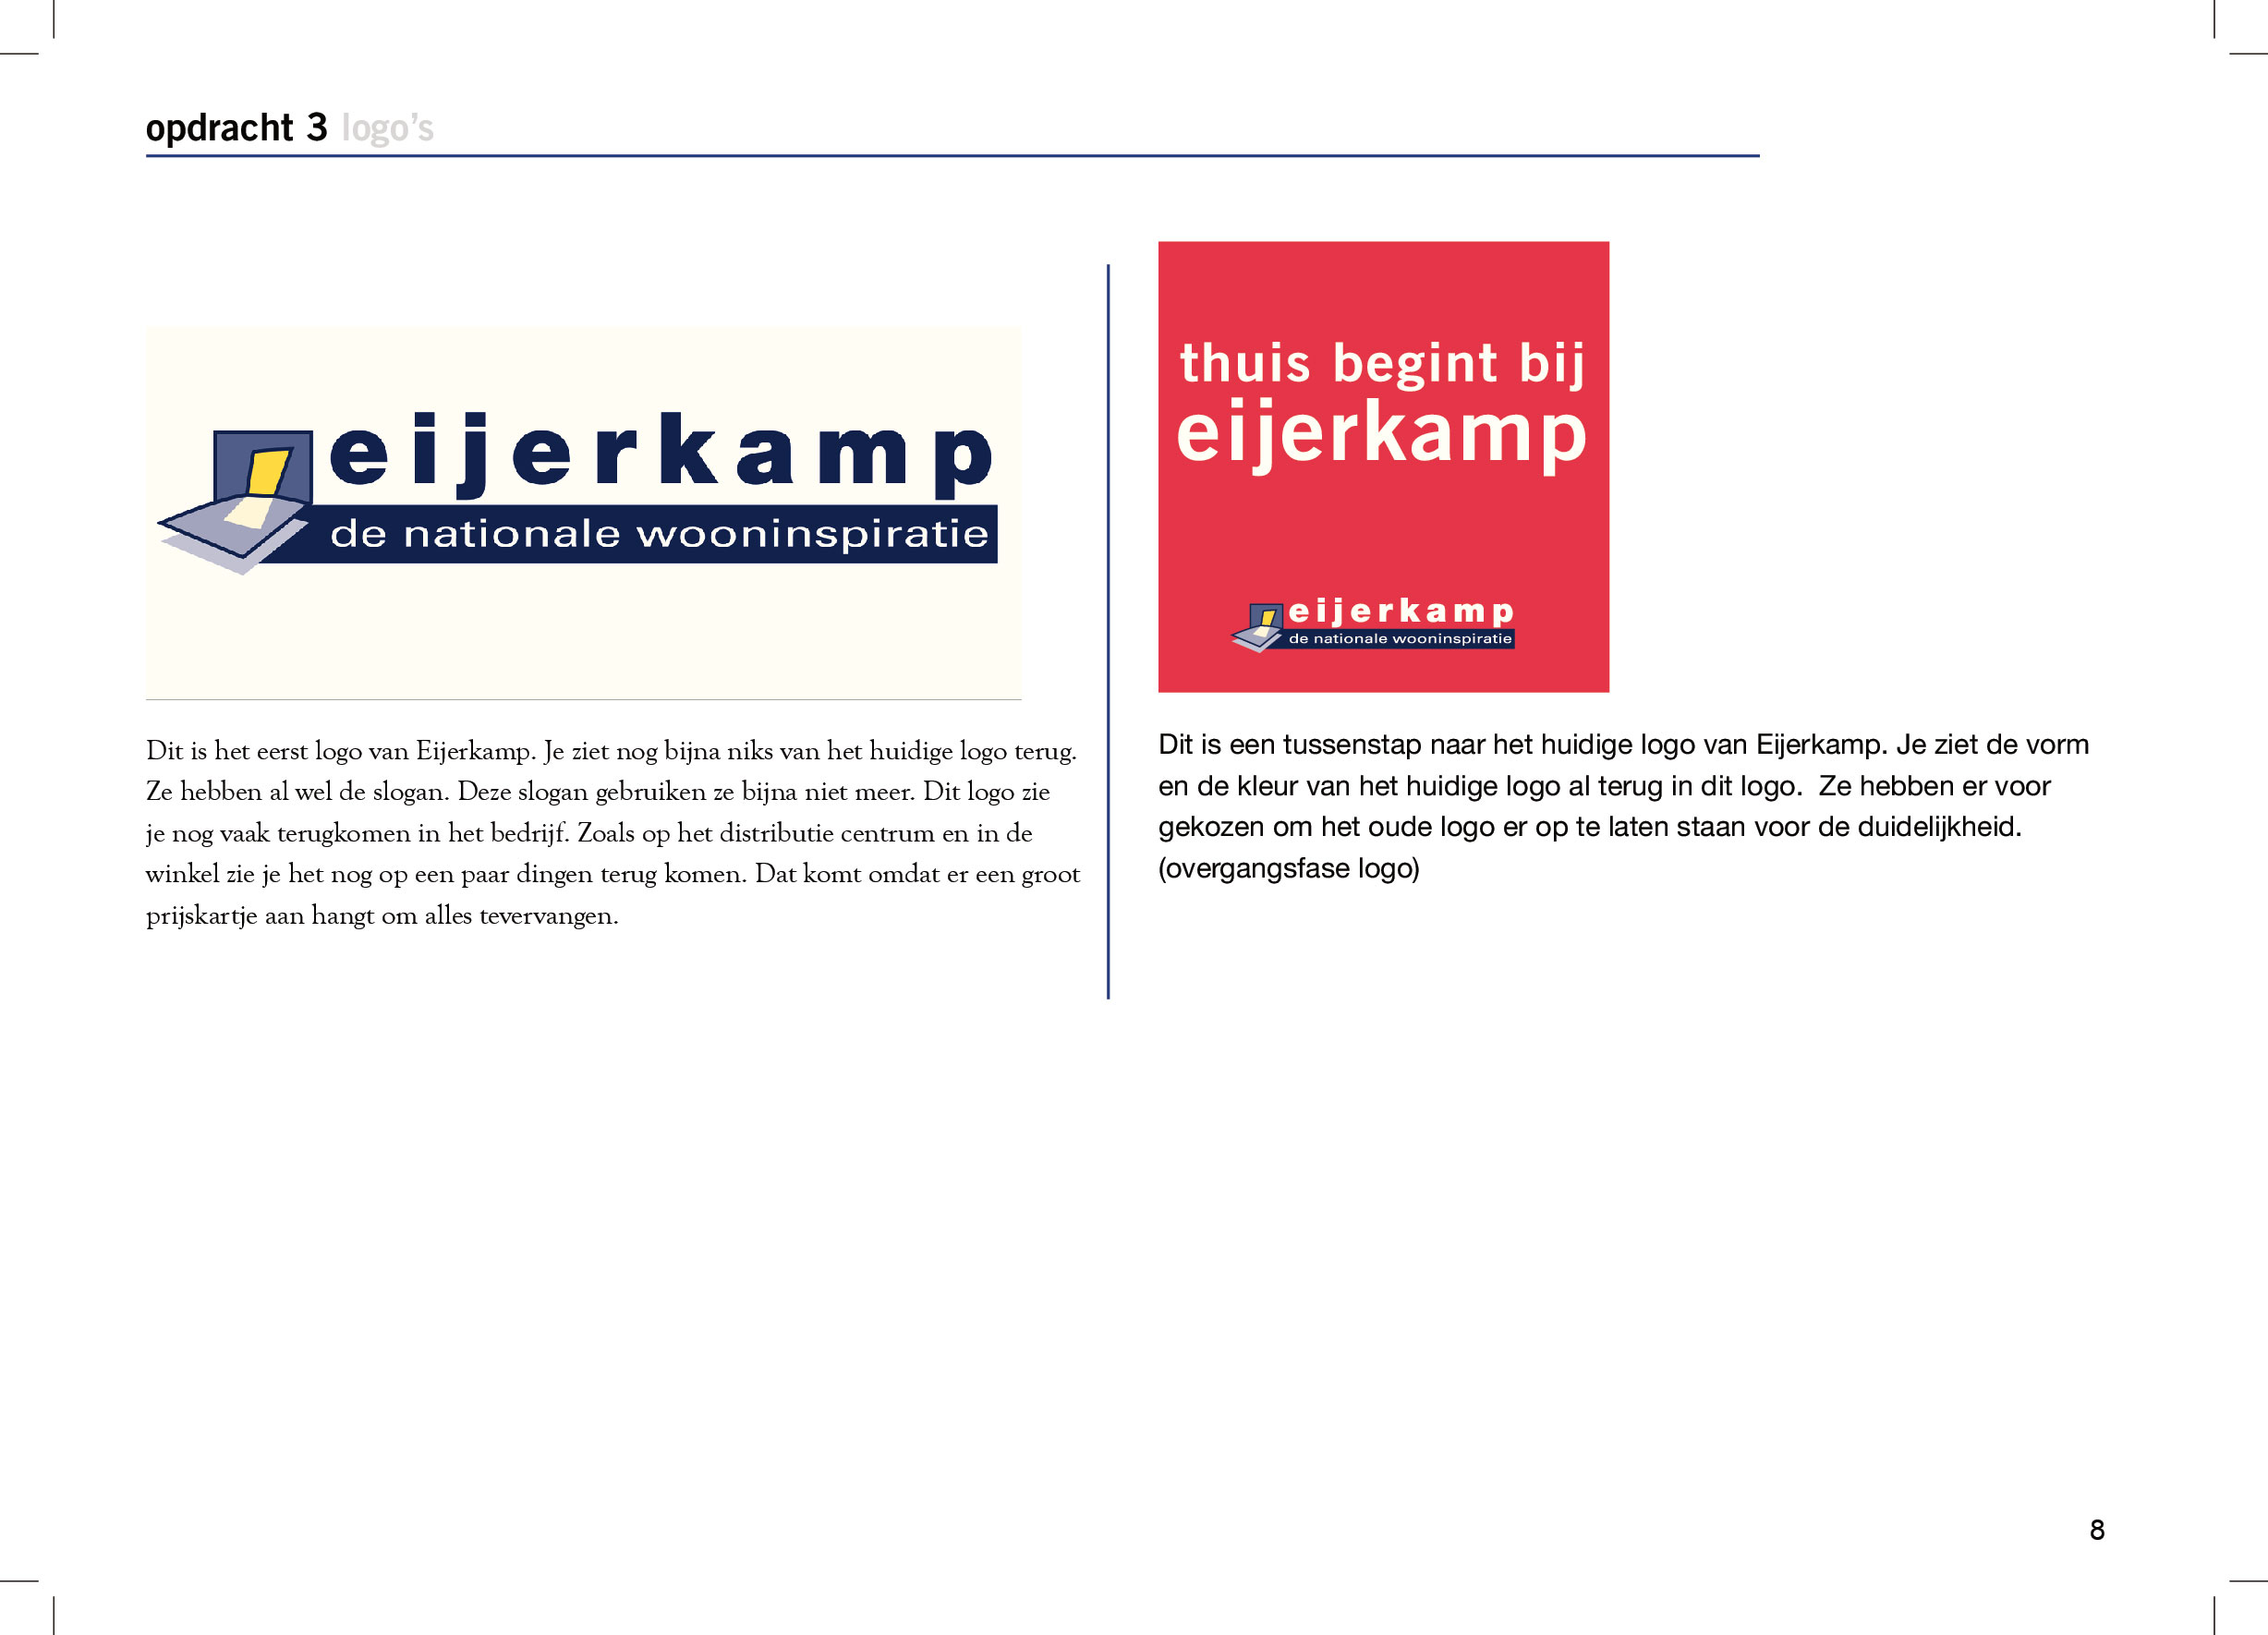 opdracht 3 logo’s
eijerkamp
de nationale wooninspiratie
Dit is het eerst logo van Eijerkamp. Je ziet nog bijna niks van het huidige logo terug.
Ze hebben al wel de slogan. Deze slogan gebruiken ze bijna niet meer. Dit logo zie
je nog vaak terugkomen in het bedrijf. Zoals op het distributie centrum en in de
winkel zie je het nog op een paar dingen terug komen. Dat komt omdat er een groot
prijskartje aan hangt om alles tevervangen.
thuis begint bij
eijerkamp
eijerkamp
de nationale wooninspiratie
Dit is een tussenstap naar het huidige logo van Eijerkamp. Je ziet de vorm
en de kleur van het huidige logo al terug in dit logo.  Ze hebben er voor
gekozen om het oude logo er op te laten staan voor de duidelijkheid.
(overgangsfase logo)
8